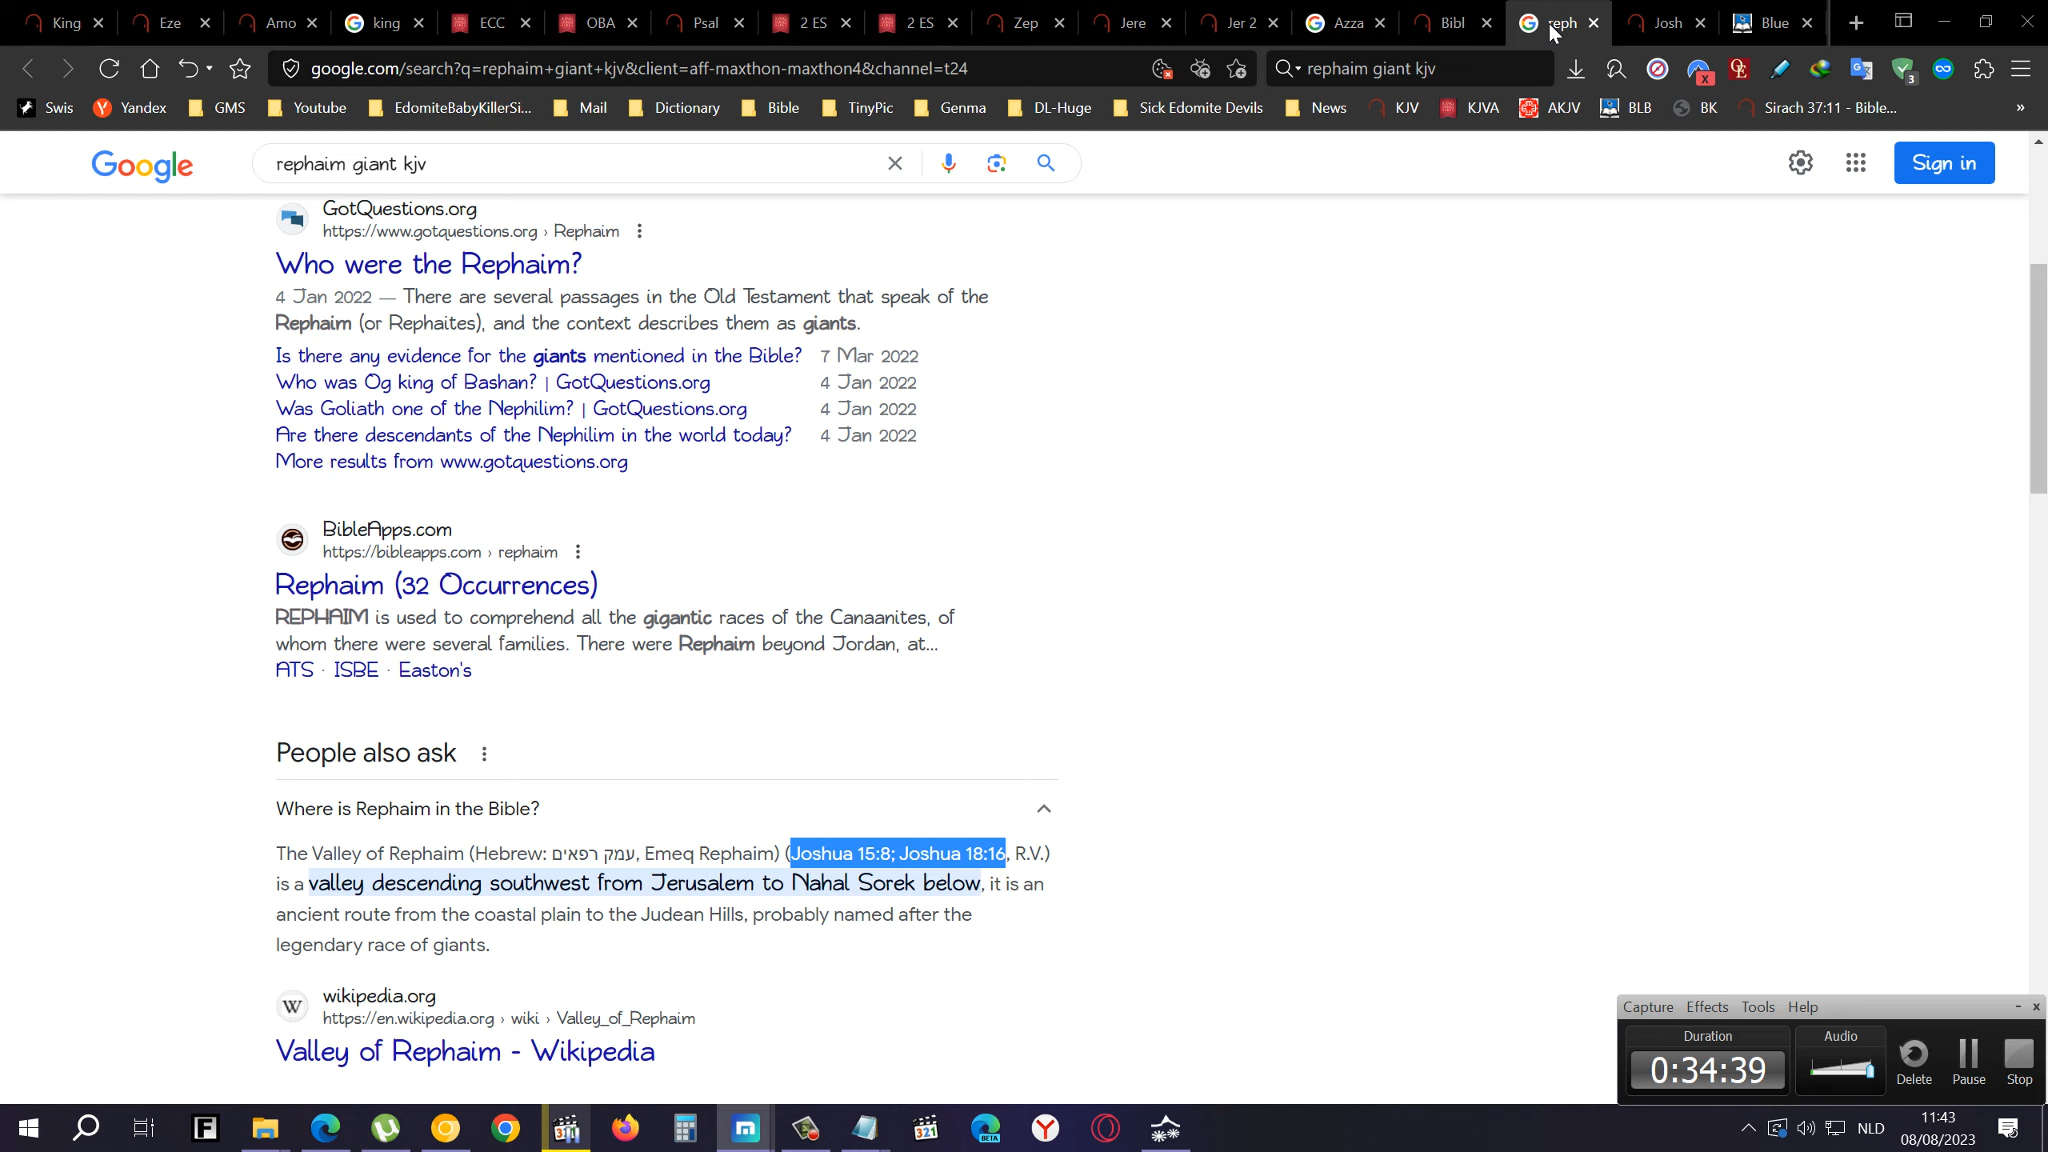 King Eze Amo king ECC OBA Psal 2 ES 2 ES Zep Jere Jer 2 Azza Bibl reph Josh Blue
google.com/search?q=rephaim+giant+kjv&client=aff-maxthon-maxthon4&channel=t24 rephaim giant kjv X 3
Swis Yandex GMS Youtube EdomiteBabyKillerSi... Mail Dictionary Bible TinyPic Genma DL-Huge Sick Edomite Devils News KJV KJVA AKJV BLB BK Sirach 37:11 - Bible... »
Google rephaim giant kjv Sign in
GotQuestions.org
https://www.gotquestions.org › Rephaim
Who were the Rephaim?
4 Jan 2022 — There are several passages in the Old Testament that speak of the
Rephaim (or Rephaites), and the context describes them as giants.
Is there any evidence for the giants mentioned in the Bible? 7 Mar 2022
Who was Og king of Bashan? | GotQuestions.org 4 Jan 2022
Was Goliath one of the Nephilim? | GotQuestions.org 4 Jan 2022
Are there descendants of the Nephilim in the world today? 4 Jan 2022
More results from www.gotquestions.org
BibleApps.com
https://bibleapps.com › rephaim
Rephaim (32 Occurrences)
REPHAIM is used to comprehend all the gigantic races of the Canaanites, of
whom there were several families. There were Rephaim beyond Jordan, at...
ATS · ISBE · Easton's
People also ask
Where is Rephaim in the Bible?
The Valley of Rephaim (Hebrew: עמק רפאים, Emeq Rephaim) (Joshua 15:8; Joshua 18:16, R.V.)
is a valley descending southwest from Jerusalem to Nahal Sorek below, it is an
ancient route from the coastal plain to the Judean Hills, probably named after the
legendary race of giants.
W wikipedia.org
https://en.wikipedia.org › wiki › Valley_of_Rephaim
Valley of Rephaim - Wikipedia
Capture Effects Tools Help
Duration Audio
0:34:39
Delete Pause Stop
321 BETA NLD
11:43
08/08/2023